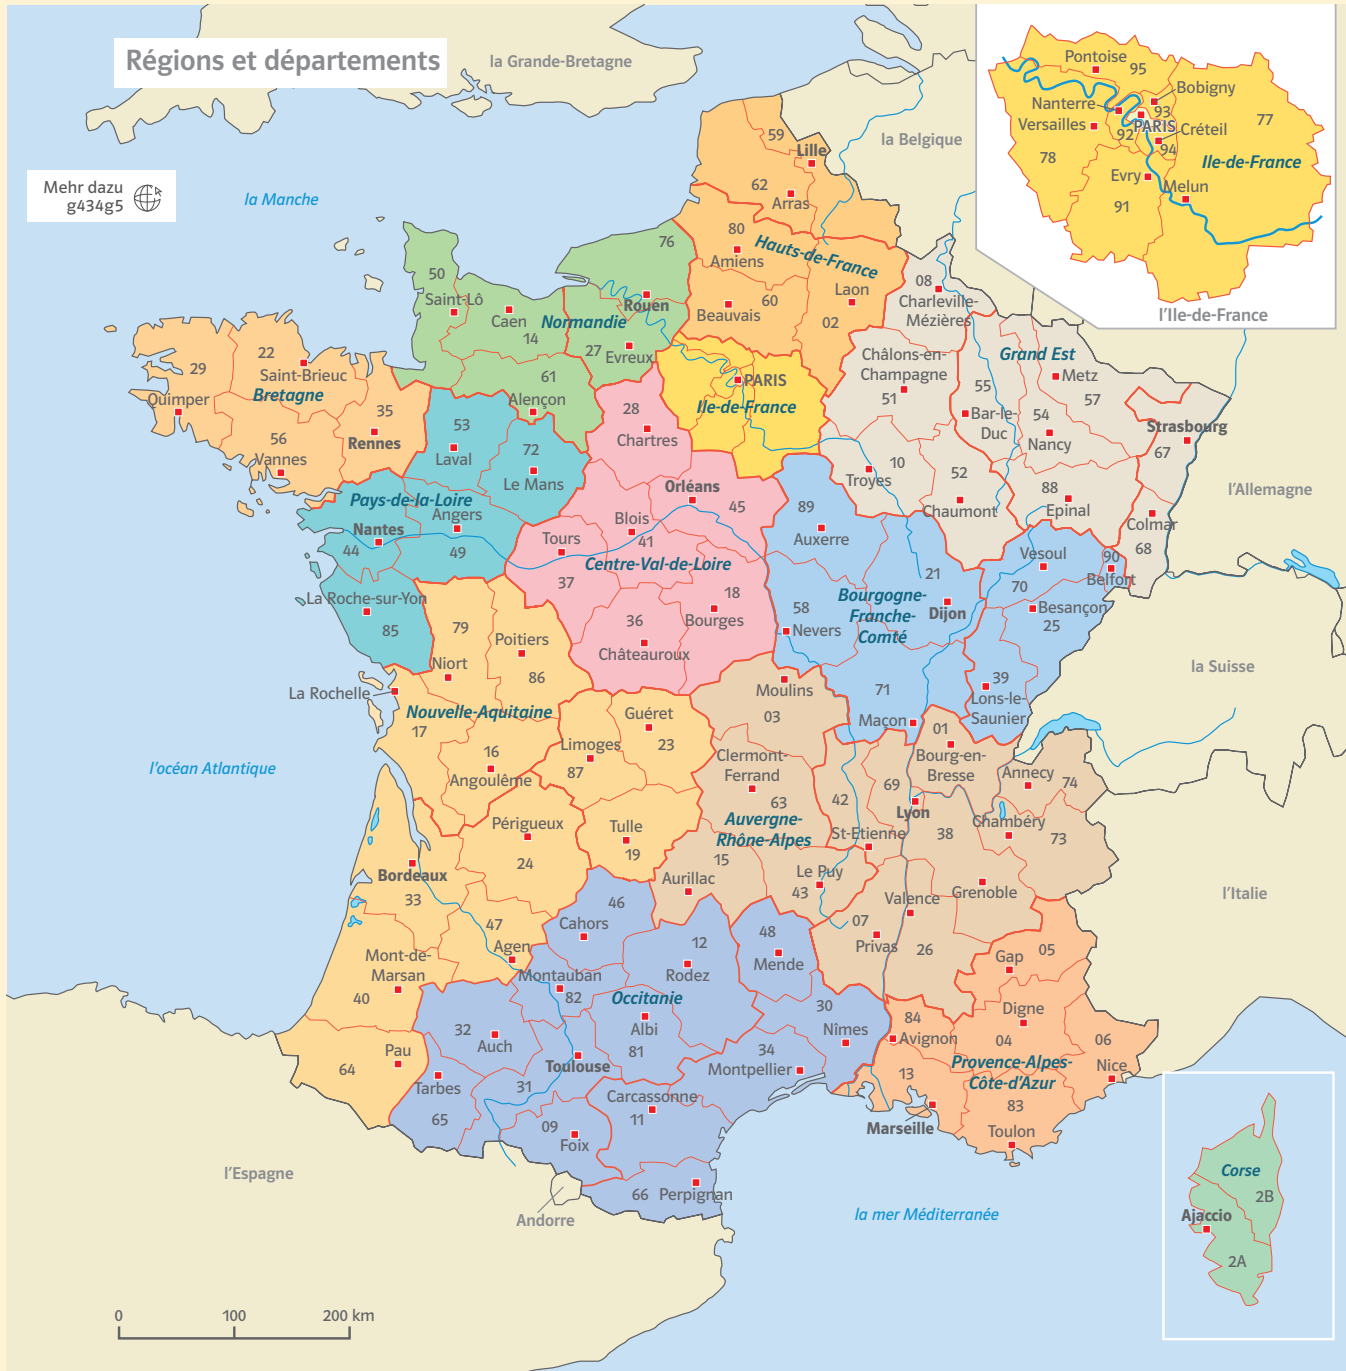 Régions et départements
la Grande-Bretagne
Mehr dazu
g434g5
la Manche
la Belgique
Pontoise
95
Bobigny
Nanterre
93
77
Versailles
92
PARIS
Créteil
78
94
Ile-de-France
Evry
Melun
91
l'Ile-de-France
59
Lille
62
Arras
80
Amiens
Hauts-de-France
Beauvais
60
Laon
02
76
50
Saint-Lô
Caen
14
Normandie
Rouen
27
Evreux
61
Alençon
08
Charleville-
Mézières
Châlons-en-
Champagne
51
Grand Est
Metz
55
57
Bar-le-
Duc
54
Nancy
Strasbourg
67
10
Troyes
52
Chaumont
88
Epinal
Colmar
68
l'Allemagne
29
22
Saint-Brieuc
Bretagne
Quimper
35
Rennes
56
Vannes
PARIS
Ile-de-France
28
Chartres
53
Laval
72
Le Mans
Pays-de-la-Loire
Angers
Nantes
44
49
La Roche-sur-Yon
85
Orléans
45
Blois
41
Tours
Centre-Val-de-Loire
37
18
Bourges
36
Châteauroux
89
Auxerre
Vesoul
90
Belfort
70
21
Bourgogne-
Franche-
Comté
Dijon
Besançon
25
58
Nevers
39
Lons-le-
Saunier
71
Maçon
la Suisse
79
Poitiers
Niort
86
La Rochelle
Nouvelle-Aquitaine
17
16
Angoulême
Guéret
23
Limoges
87
l'océan Atlantique
Périgueux
24
Tulle
19
Bordeaux
33
47
Agen
Mont-de-
Marsan
40
64
Pau
Moulins
03
01
Bourg-en-
Bresse
Clermont-
Ferrand
63
42
69
Lyon
Annecy
74
Auvergne-
Rhône-Alpes
St-Etienne
38
Chambéry
73
15
Aurillac
Le Puy
43
Valence
Grenoble
07
Privas
26
l'Italie
46
Cahors
12
Rodez
48
Mende
Montauban
82
Occitanie
Albi
81
30
Nîmes
32
Auch
Toulouse
34
Montpellier
Tarbes
31
65
Carcassonne
11
09
Foix
66
Perpignan
05
Gap
84
Avignon
Digne
04
06
Provence-Alpes-
Côte-d'Azur
Nice
13
83
Marseille
Toulon
l'Espagne
Andorre
la mer Méditerranée
Corse
2B
Ajaccio
2A
0
100
200 km